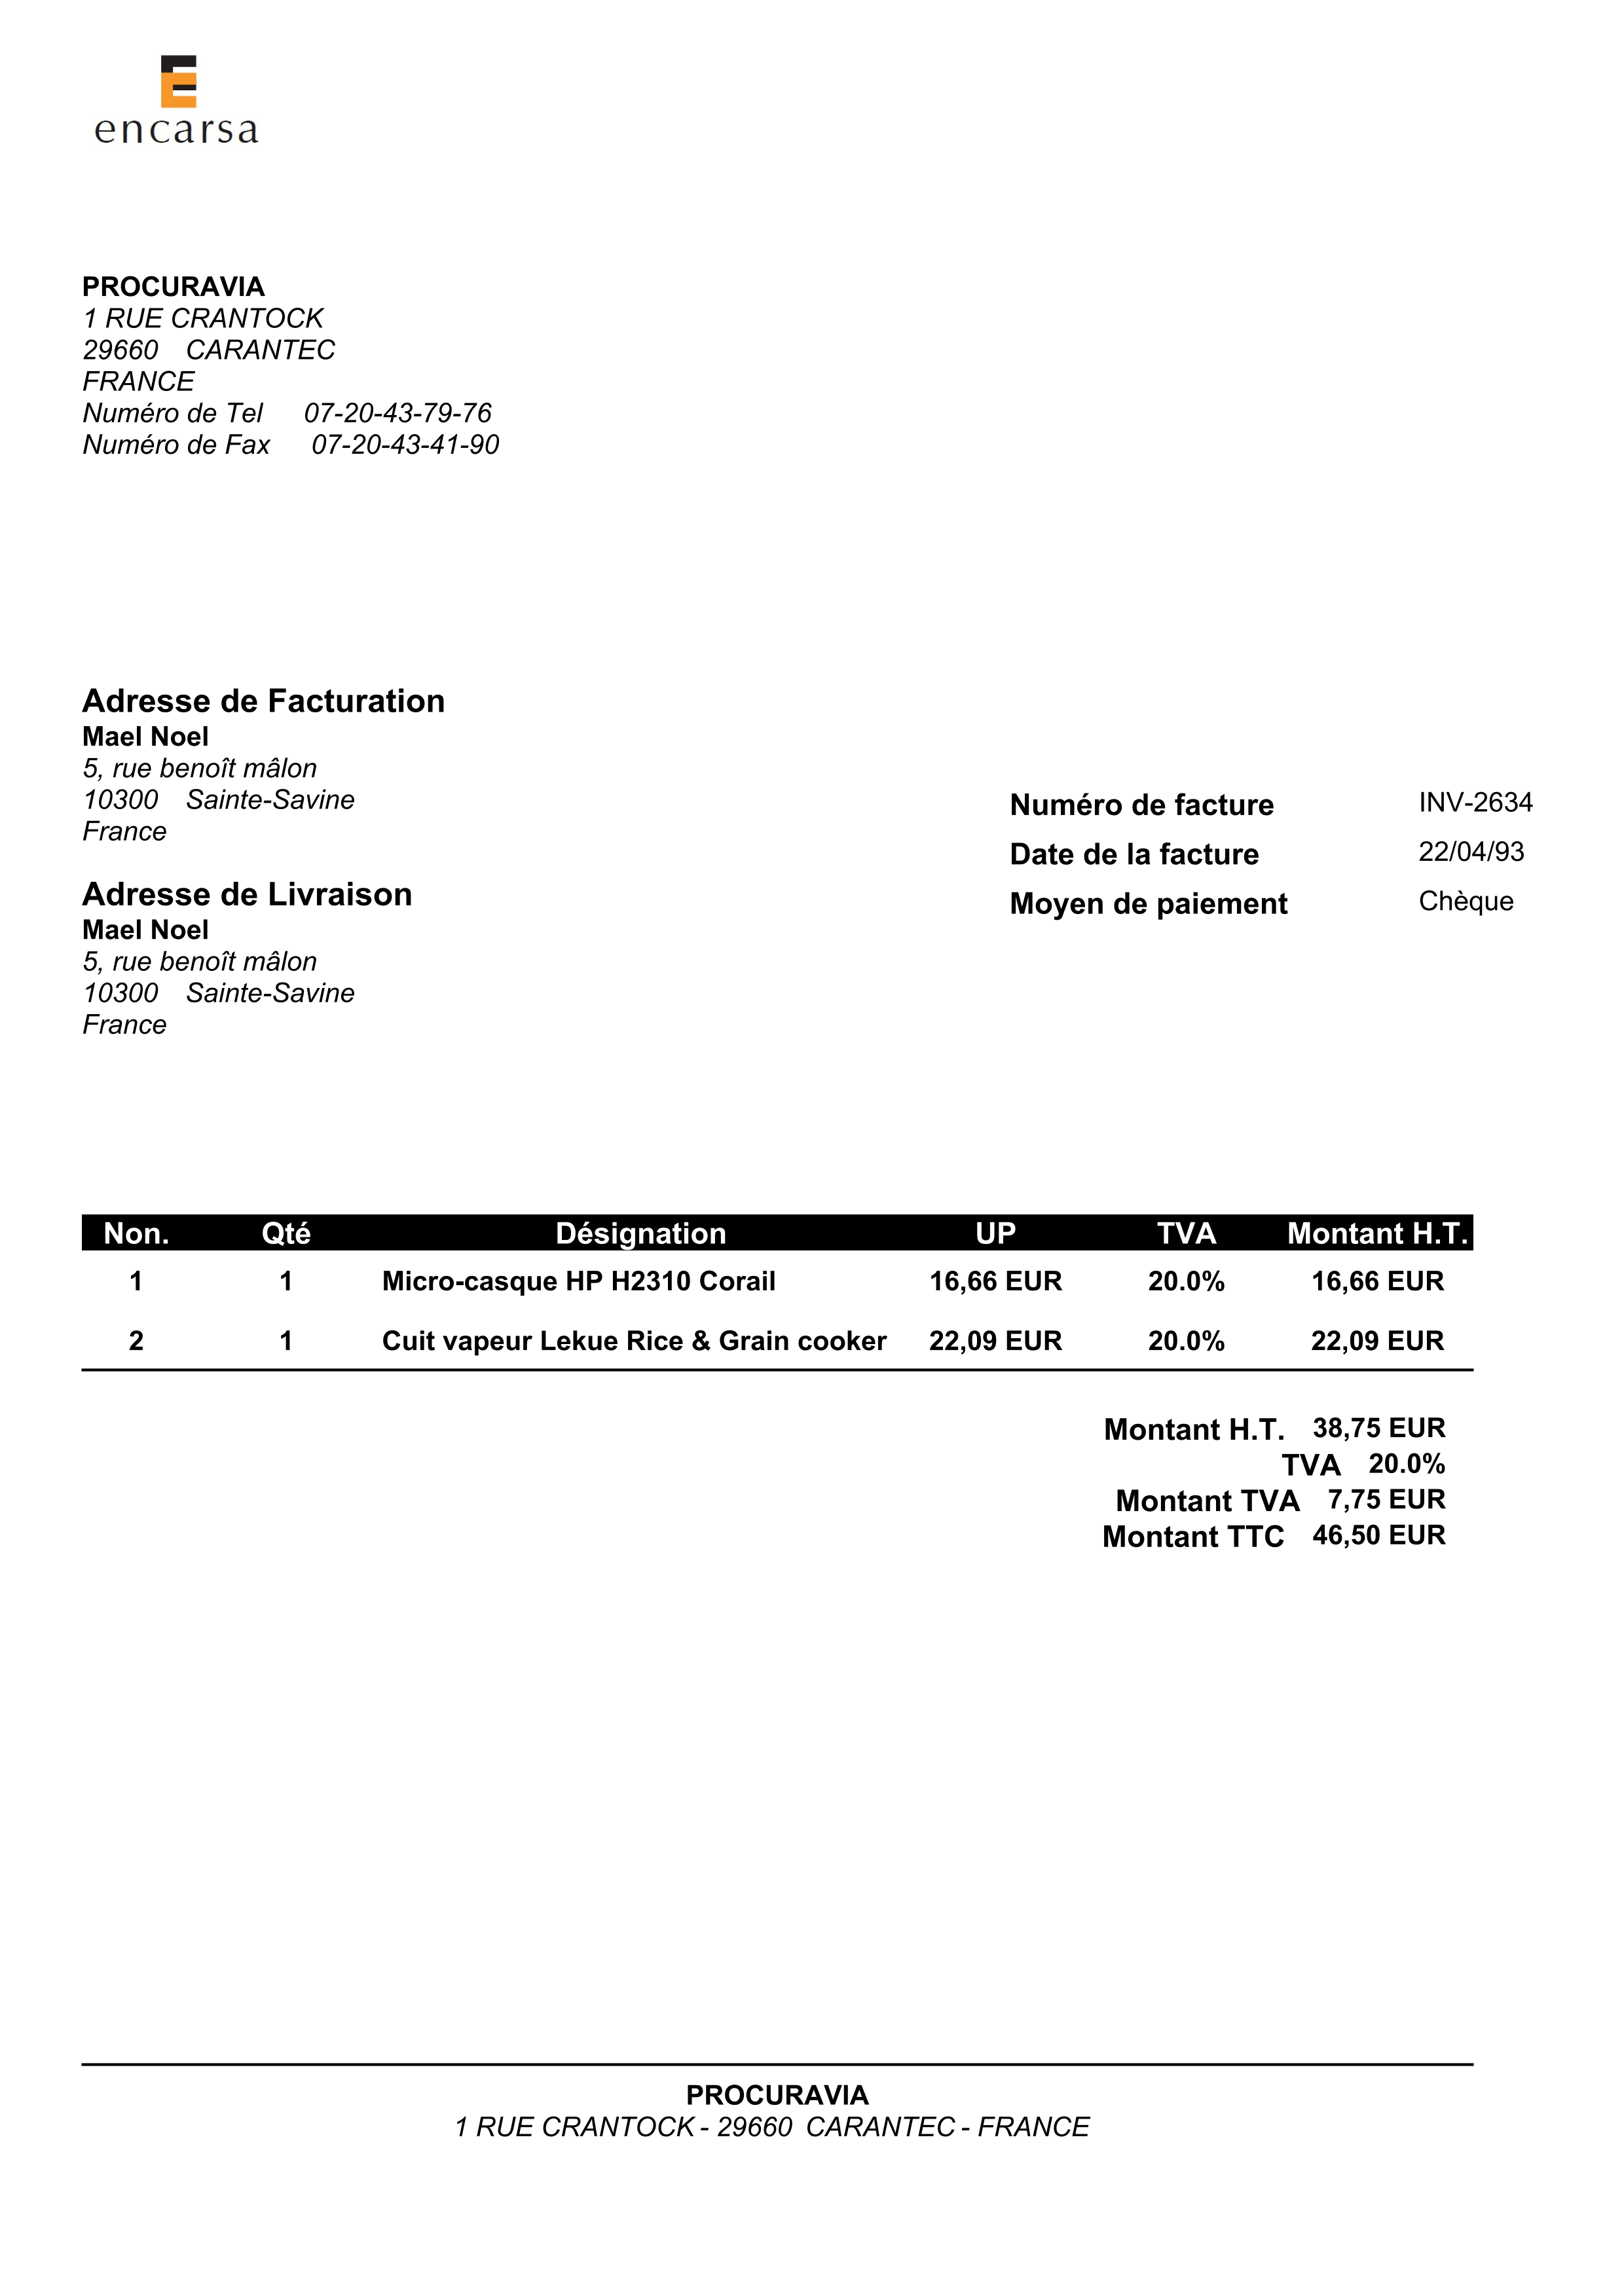 encarsa
PROCURAVIA
1 RUE CRANTOCK
29660 CARANTEC
FRANCE
Numéro de Tel 07-20-43-79-76
Numéro de Fax 07-20-43-41-90
Adresse de Facturation
Mael Noel
5, rue benoît mâlon
10300 Sainte-Savine
France
Adresse de Livraison
Mael Noel
5, rue benoît mâlon
10300 Sainte-Savine
France
Numéro de facture INV-2634
Date de la facture 22/04/93
Moyen de paiement Chèque
Non. Qté Désignation UP TVA Montant H.T.
1 1 Micro-casque HP H2310 Corail 16,66 EUR 20.0% 16,66 EUR
2 1 Cuit vapeur Lekue Rice & Grain cooker 22,09 EUR 20.0% 22,09 EUR
Montant H.T. 38,75 EUR
TVA 20.0%
Montant TVA 7,75 EUR
Montant TTC 46,50 EUR
PROCURAVIA
1 RUE CRANTOCK - 29660 CARANTEC - FRANCE